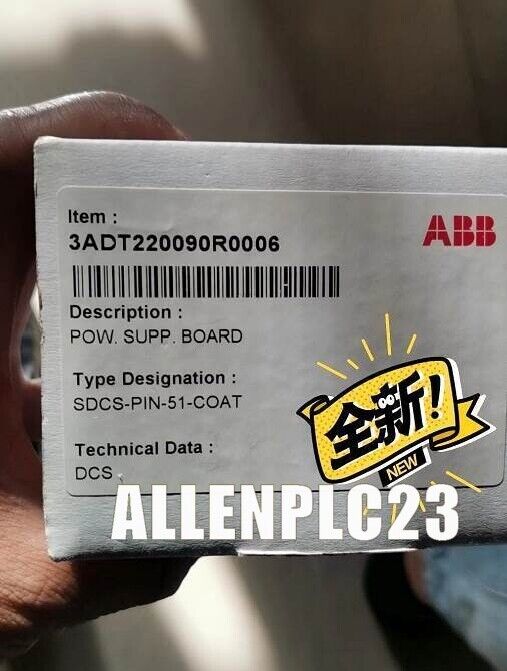 Item :
3ADT220090R0006
ABB
Description :
POW. SUPP. BOARD
Type Designation :
SDCS-PIN-51-COAT
全新!
NEW
Technical Data :
DCS
ALLENPLC23